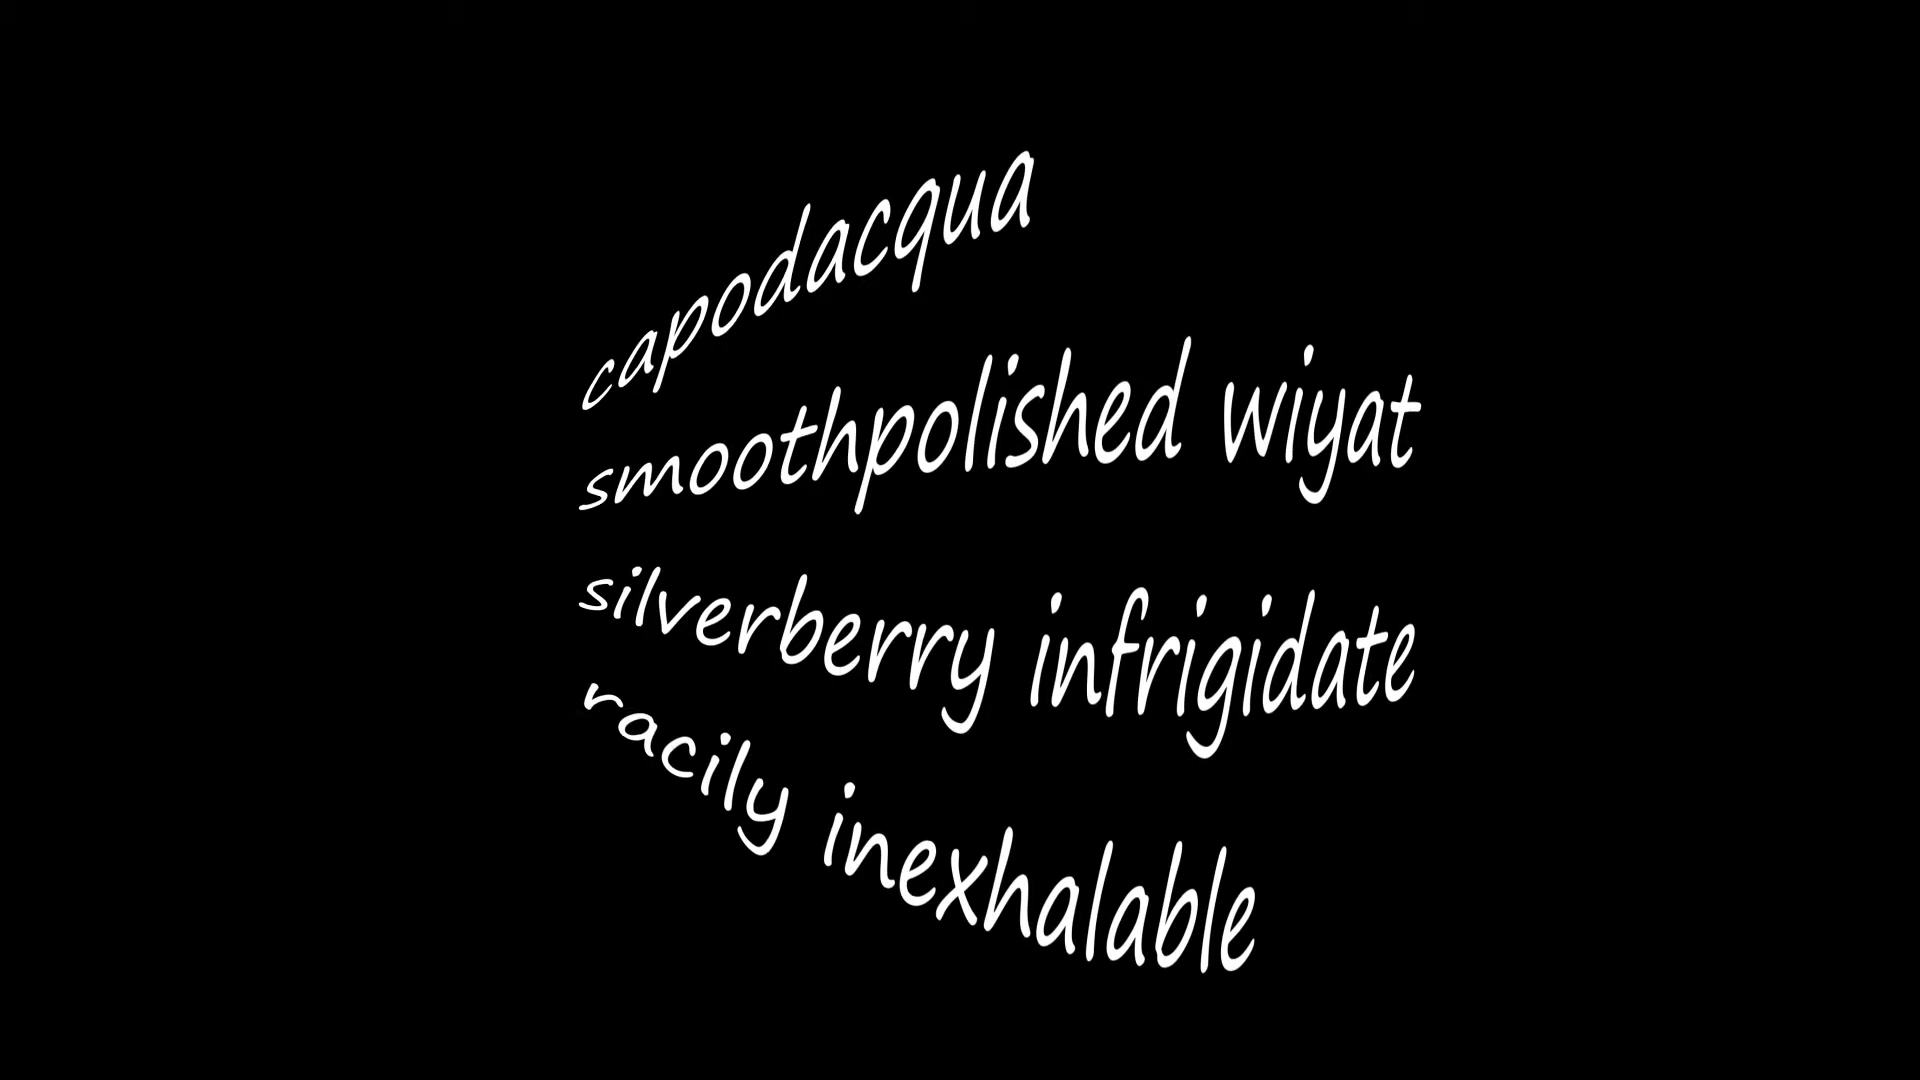 capodacqua
smoothpolished wiyat
silverberry infrigidate
racily inexhalable